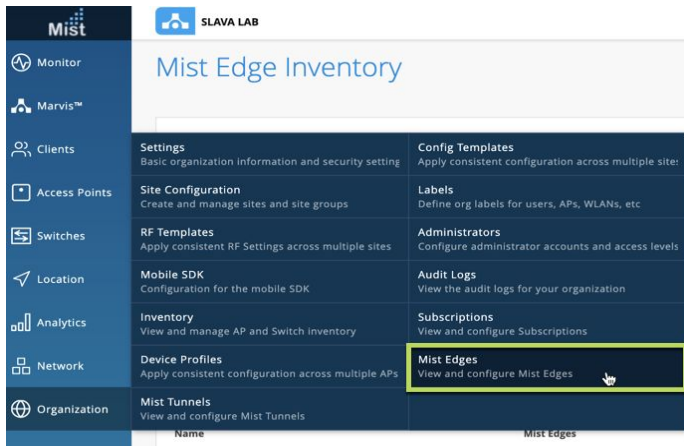 Mist
SLAVA LAB
Monitor
Marvis™
Clients
Access Points
Switches
Location
Analytics
Network
Organization
Mist Edge Inventory
Settings
Basic organization information and security setting
Site Configuration
Create and manage sites and site groups
RF Templates
Apply consistent RF Settings across multiple sites
Mobile SDK
Configuration for the mobile SDK
Inventory
View and manage AP and Switch inventory
Device Profiles
Apply consistent configuration across multiple APs
Mist Tunnels
View and configure Mist Tunnels
Config Templates
Apply consistent configuration across multiple sites
Labels
Define org labels for users, APs, WLANs, etc
Administrators
Configure administrator accounts and access levels
Audit Logs
View the audit logs for your organization
Subscriptions
View and configure Subscriptions
Mist Edges
View and configure Mist Edges
Name
Mist Edges